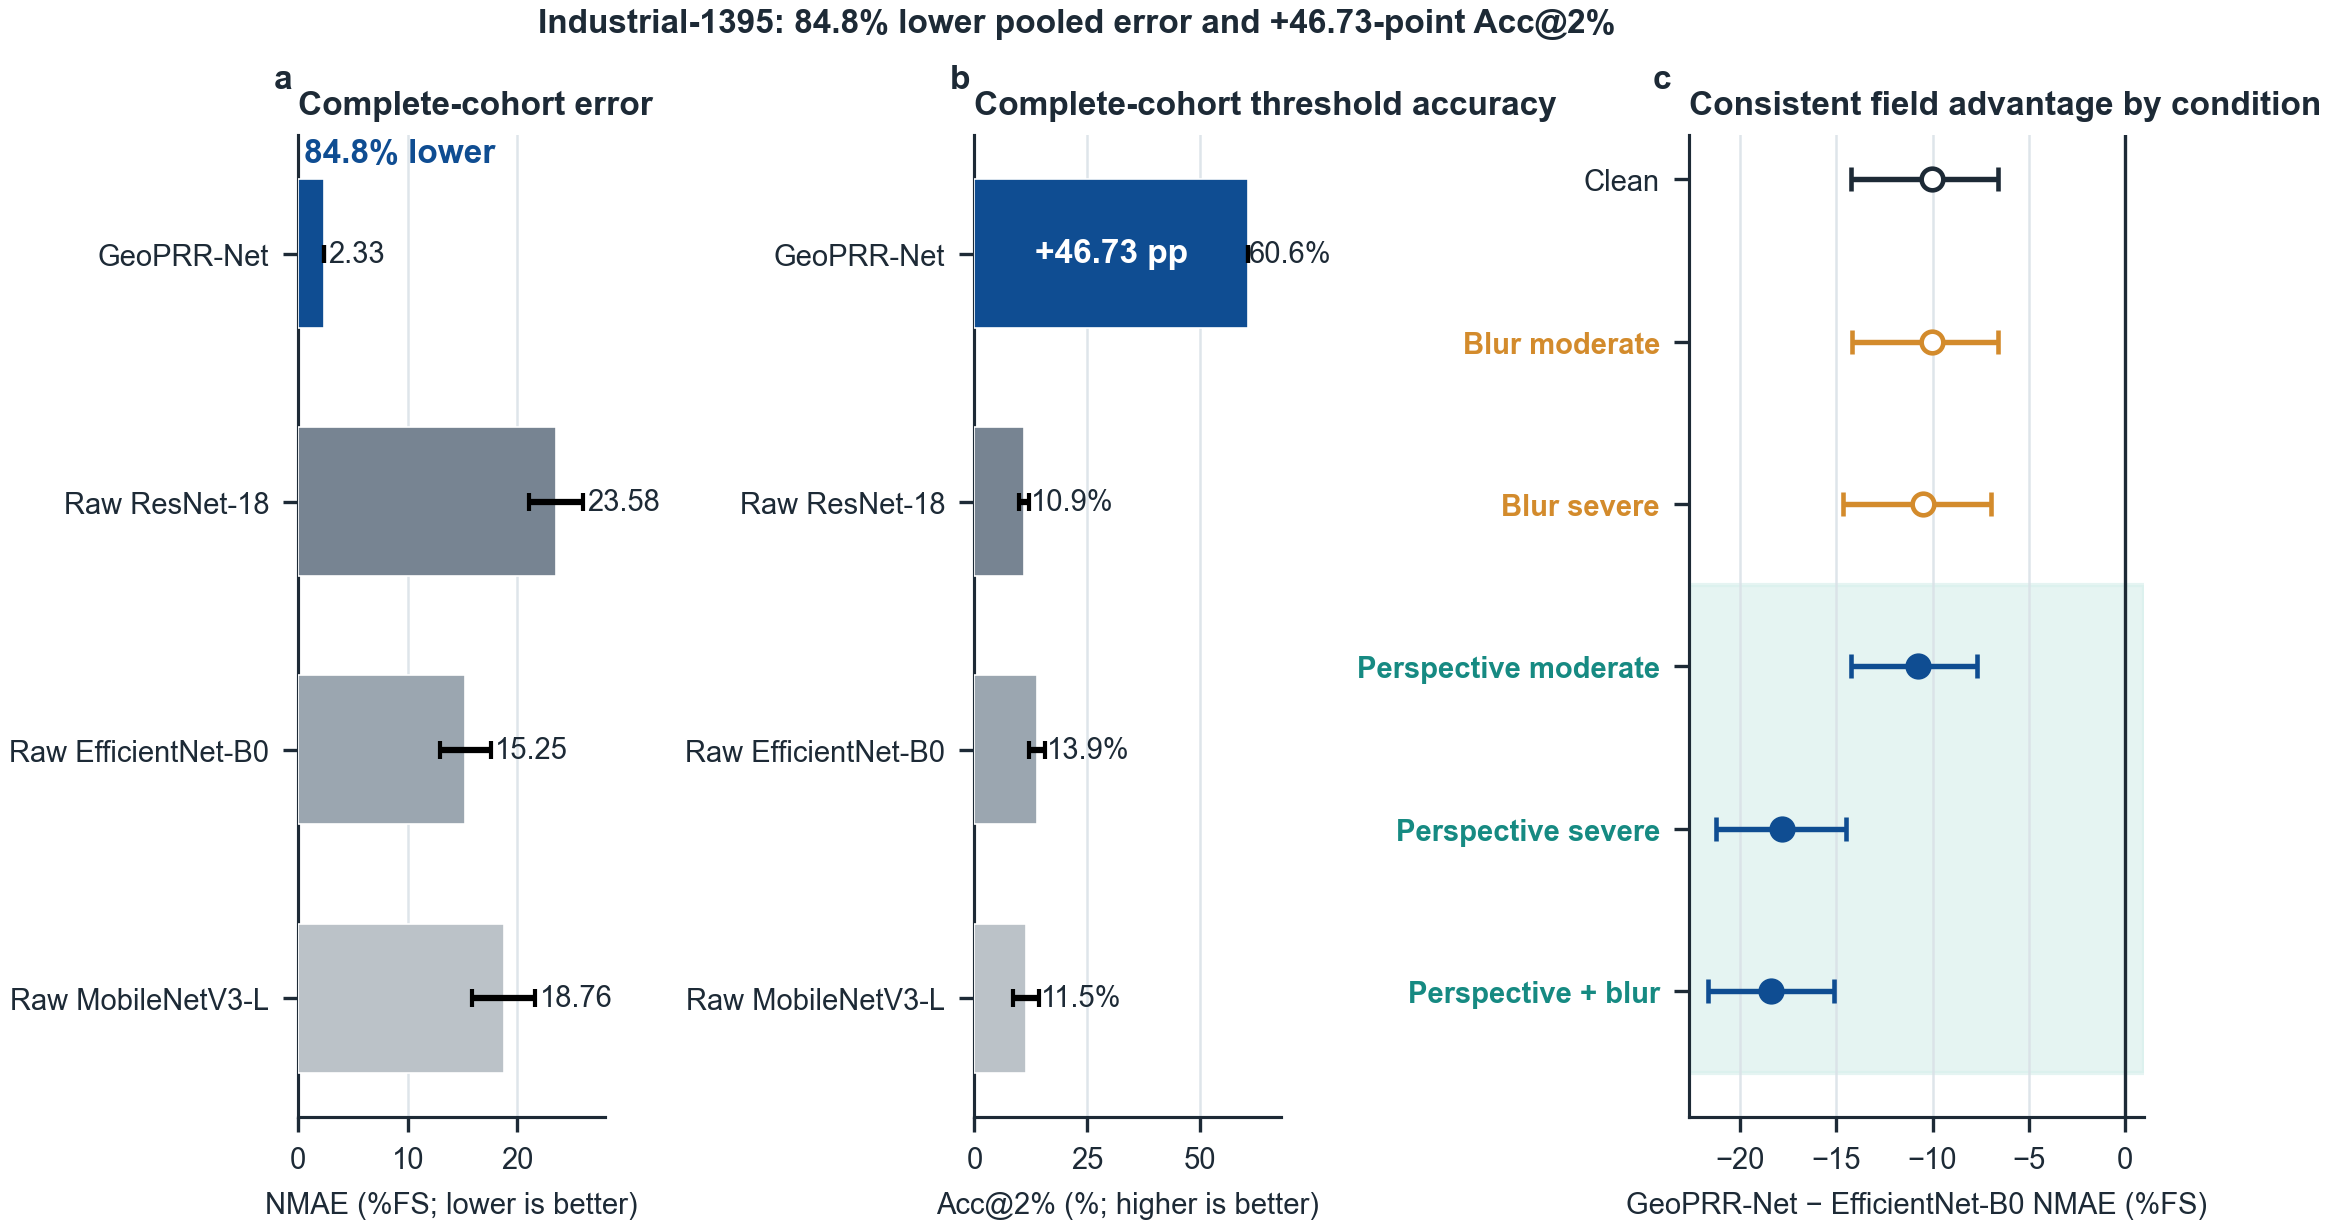 Industrial-1395: 84.8% lower pooled error and +46.73-point Acc@2%
a
Complete-cohort error
84.8% lower
GeoPRR-Net
2.33
Raw ResNet-18
23.58
Raw EfficientNet-B0
15.25
Raw MobileNetV3-L
18.76
0 10 20
NMAE (%FS; lower is better)
b
Complete-cohort threshold accuracy
GeoPRR-Net
+46.73 pp
60.6%
Raw ResNet-18
10.9%
Raw EfficientNet-B0
13.9%
Raw MobileNetV3-L
11.5%
0 25 50
Acc@2% (%; higher is better)
c
Consistent field advantage by condition
Clean
Blur moderate
Blur severe
Perspective moderate
Perspective severe
Perspective + blur
−20 −15 −10 −5 0
GeoPRR-Net − EfficientNet-B0 NMAE (%FS)